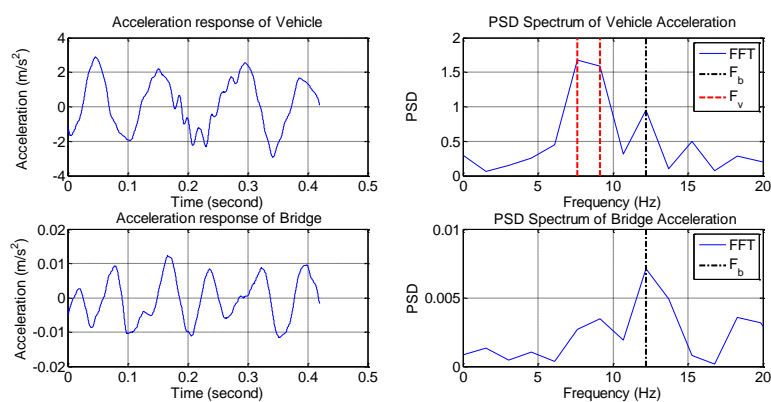 Acceleration response of Vehicle
Acceleration (m/s²)
4
2
0
-2
-4
0 0.1 0.2 0.3 0.4 0.5
Time (second)
PSD Spectrum of Vehicle Acceleration
PSD
2
1.5
1
0.5
0
0 5 10 15 20
Frequency (Hz)
FFT
F_b
F_v
Acceleration response of Bridge
Acceleration (m/s²)
0.02
0.01
0
-0.01
-0.02
0 0.1 0.2 0.3 0.4 0.5
Time (second)
PSD Spectrum of Bridge Acceleration
PSD
0.01
0.005
0
0 5 10 15 20
Frequency (Hz)
FFT
F_b